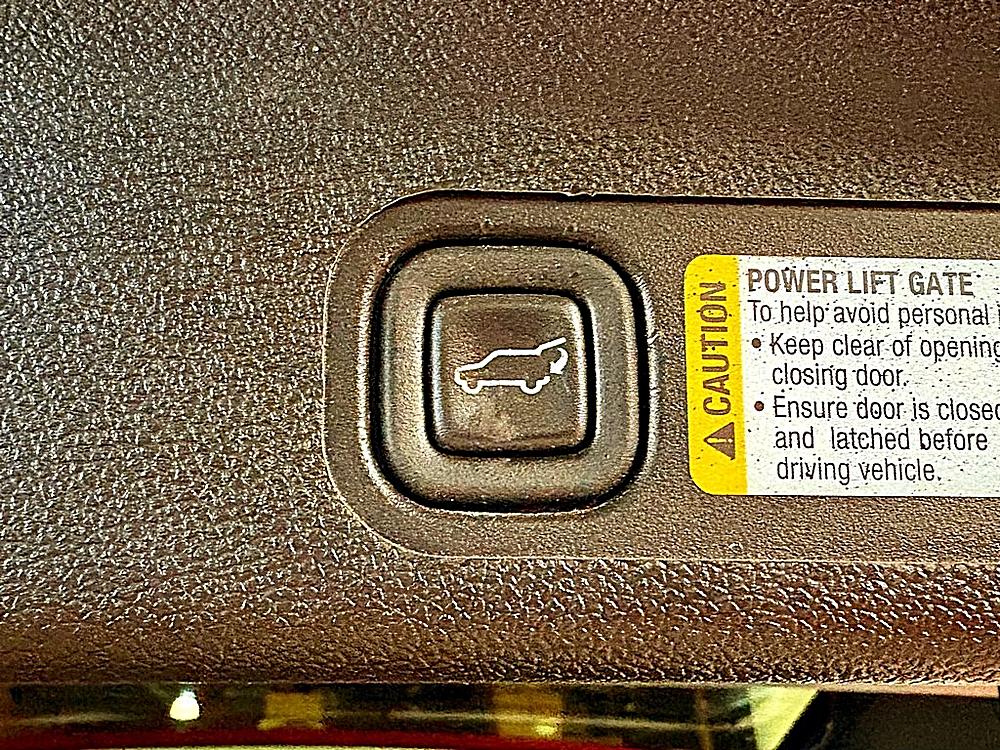 CAUTION
POWER LIFT GATE
To help avoid personal
• Keep clear of opening
closing door.
• Ensure door is closed
and latched before
driving vehicle.